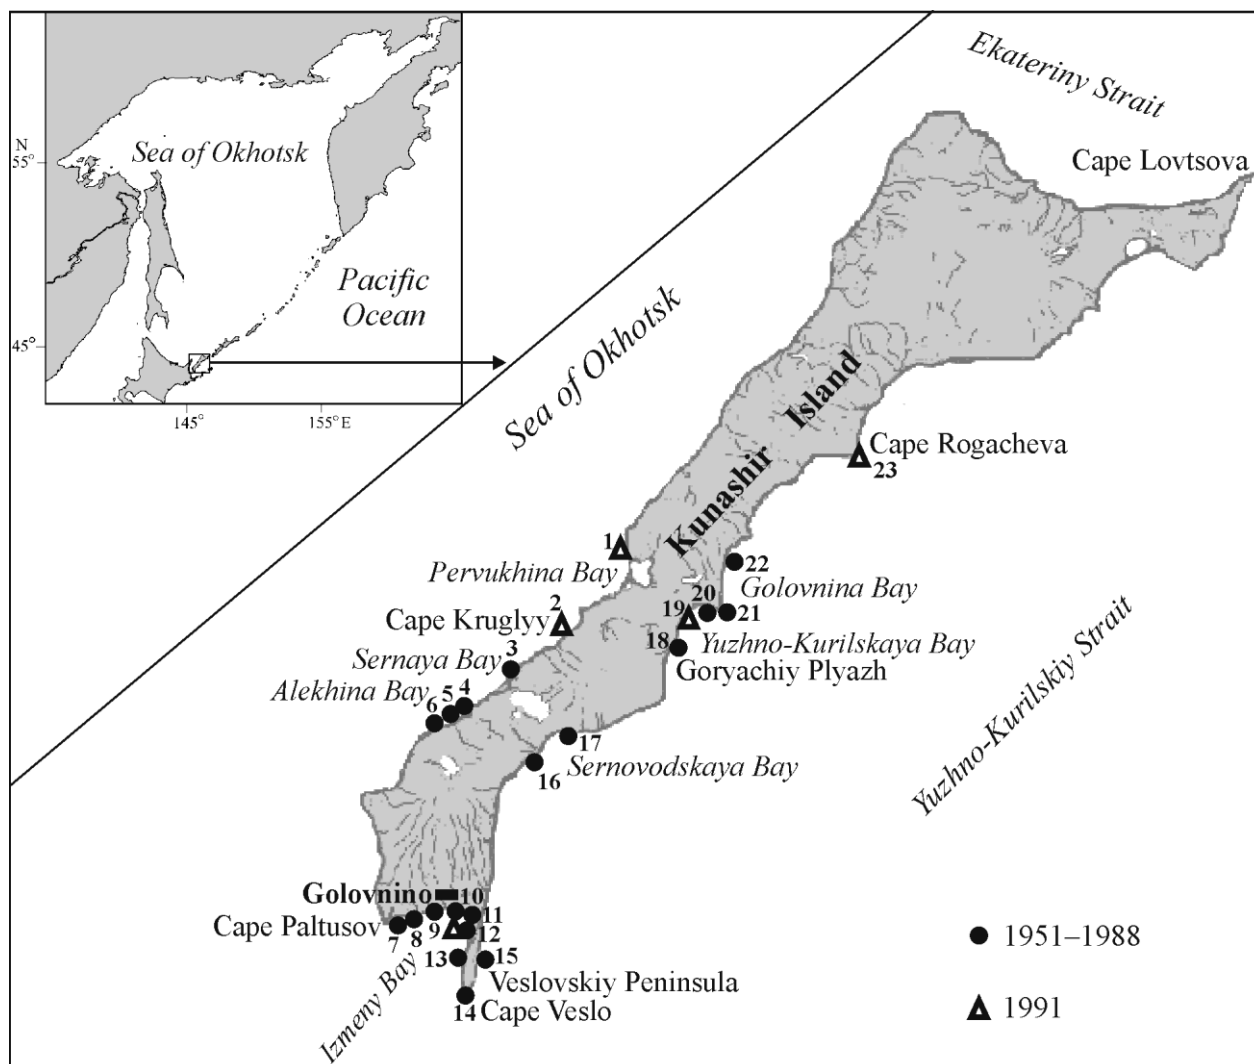 N
55°
45°
145°
155°E
Sea of Okhotsk
Pacific
Ocean
Ekateriny Strait
Cape Lovtsova
Sea of Okhotsk
Kunashir Island
Cape Rogacheva
23
1
Pervukhina Bay
22
Golovnina Bay
2
Cape Kruglyy
19
20
21
Yuzhno-Kurilskaya Bay
18
Goryachiy Plyazh
3
Sernaya Bay
Alekhina Bay
6
5
4
17
16
Sernovodskaya Bay
Yuzhno-Kurilskiy Strait
Golovnino
10
11
Cape Paltusov
7
8
9
12
13
15
Izmeny Bay
Veslovskiy Peninsula
14
Cape Veslo
1951–1988
1991